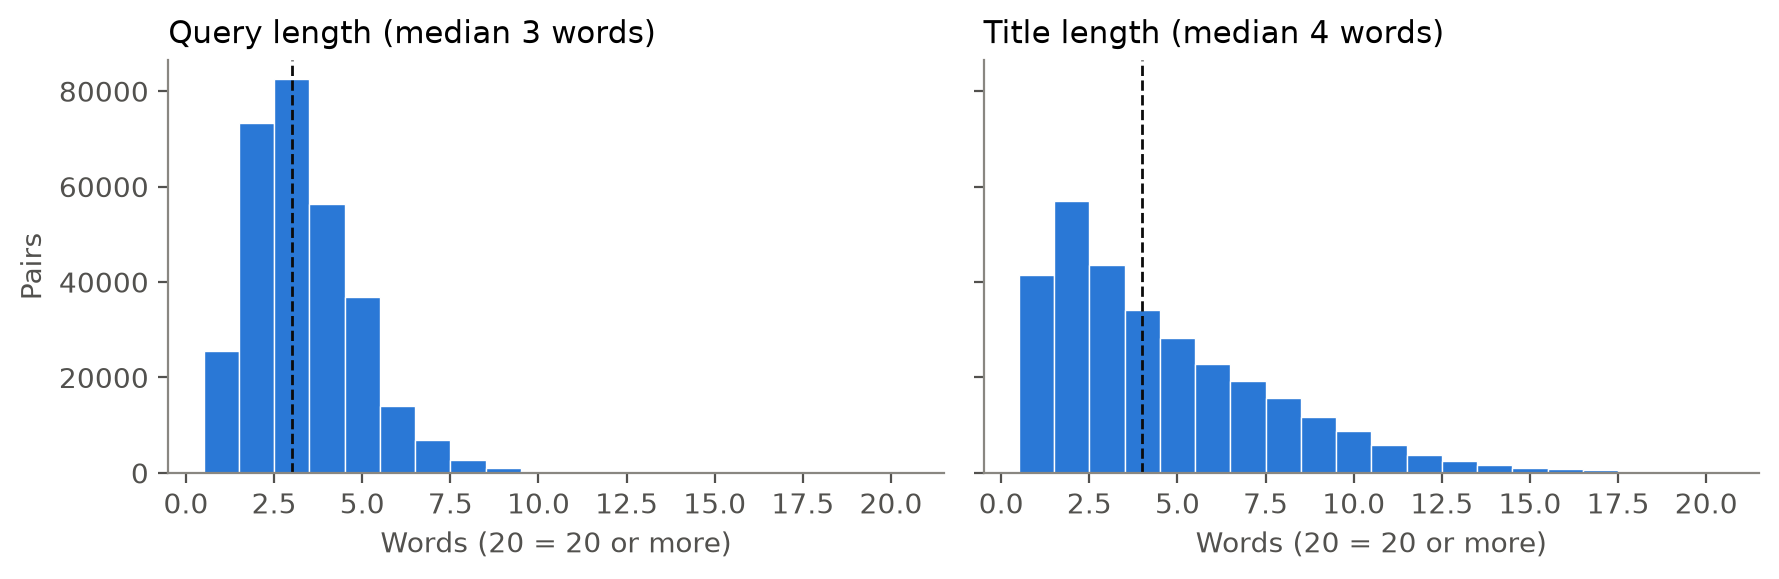 Query length (median 3 words)
Pairs
80000
60000
40000
20000
0
0.0 2.5 5.0 7.5 10.0 12.5 15.0 17.5 20.0
Words (20 = 20 or more)
Title length (median 4 words)
0.0 2.5 5.0 7.5 10.0 12.5 15.0 17.5 20.0
Words (20 = 20 or more)